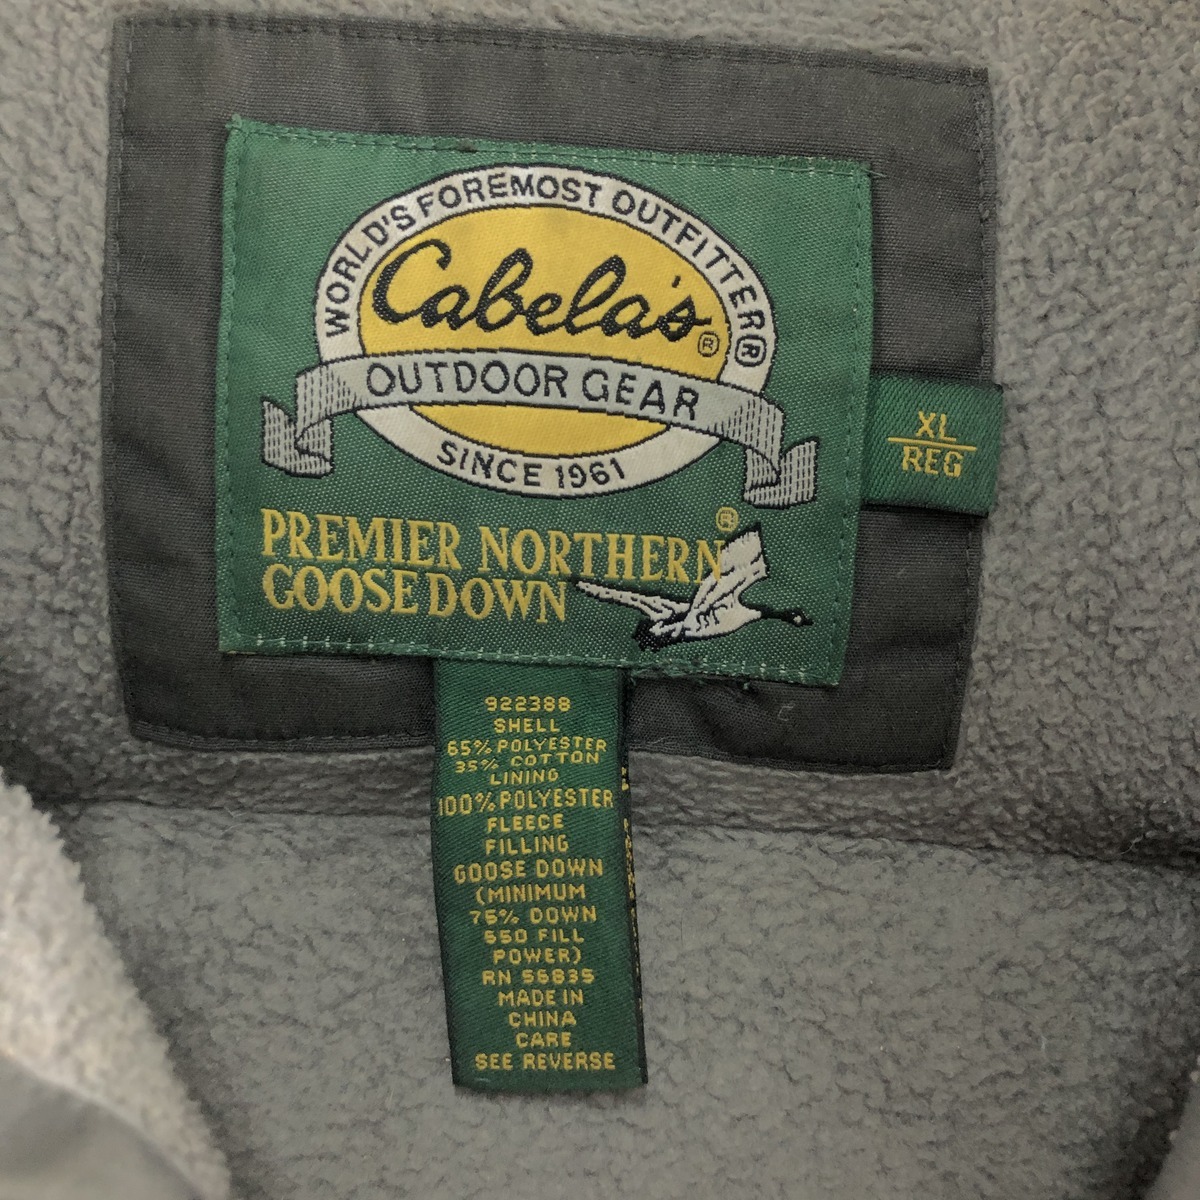 WORLD'S FOREMOST OUTFITTER®
Cabela's®
OUTDOOR GEAR
SINCE 1961
XL
REG
PREMIER NORTHERN®
GOOSE DOWN
922388
SHELL
65% POLYESTER
35% COTTON
LINING
100% POLYESTER
FLEECE
FILLING
GOOSE DOWN
(MINIMUM
75% DOWN
550 FILL
POWER)
RN 56835
MADE IN
CHINA
CARE
SEE REVERSE